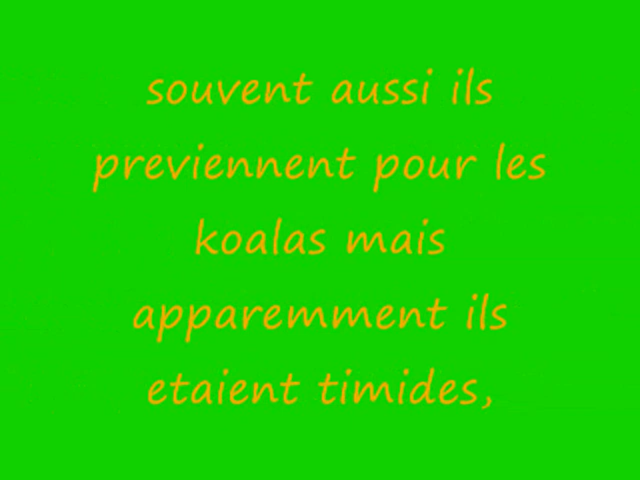 souvent aussi ils
previennent pour les
koalas mais
apparemment ils
etaient timides,